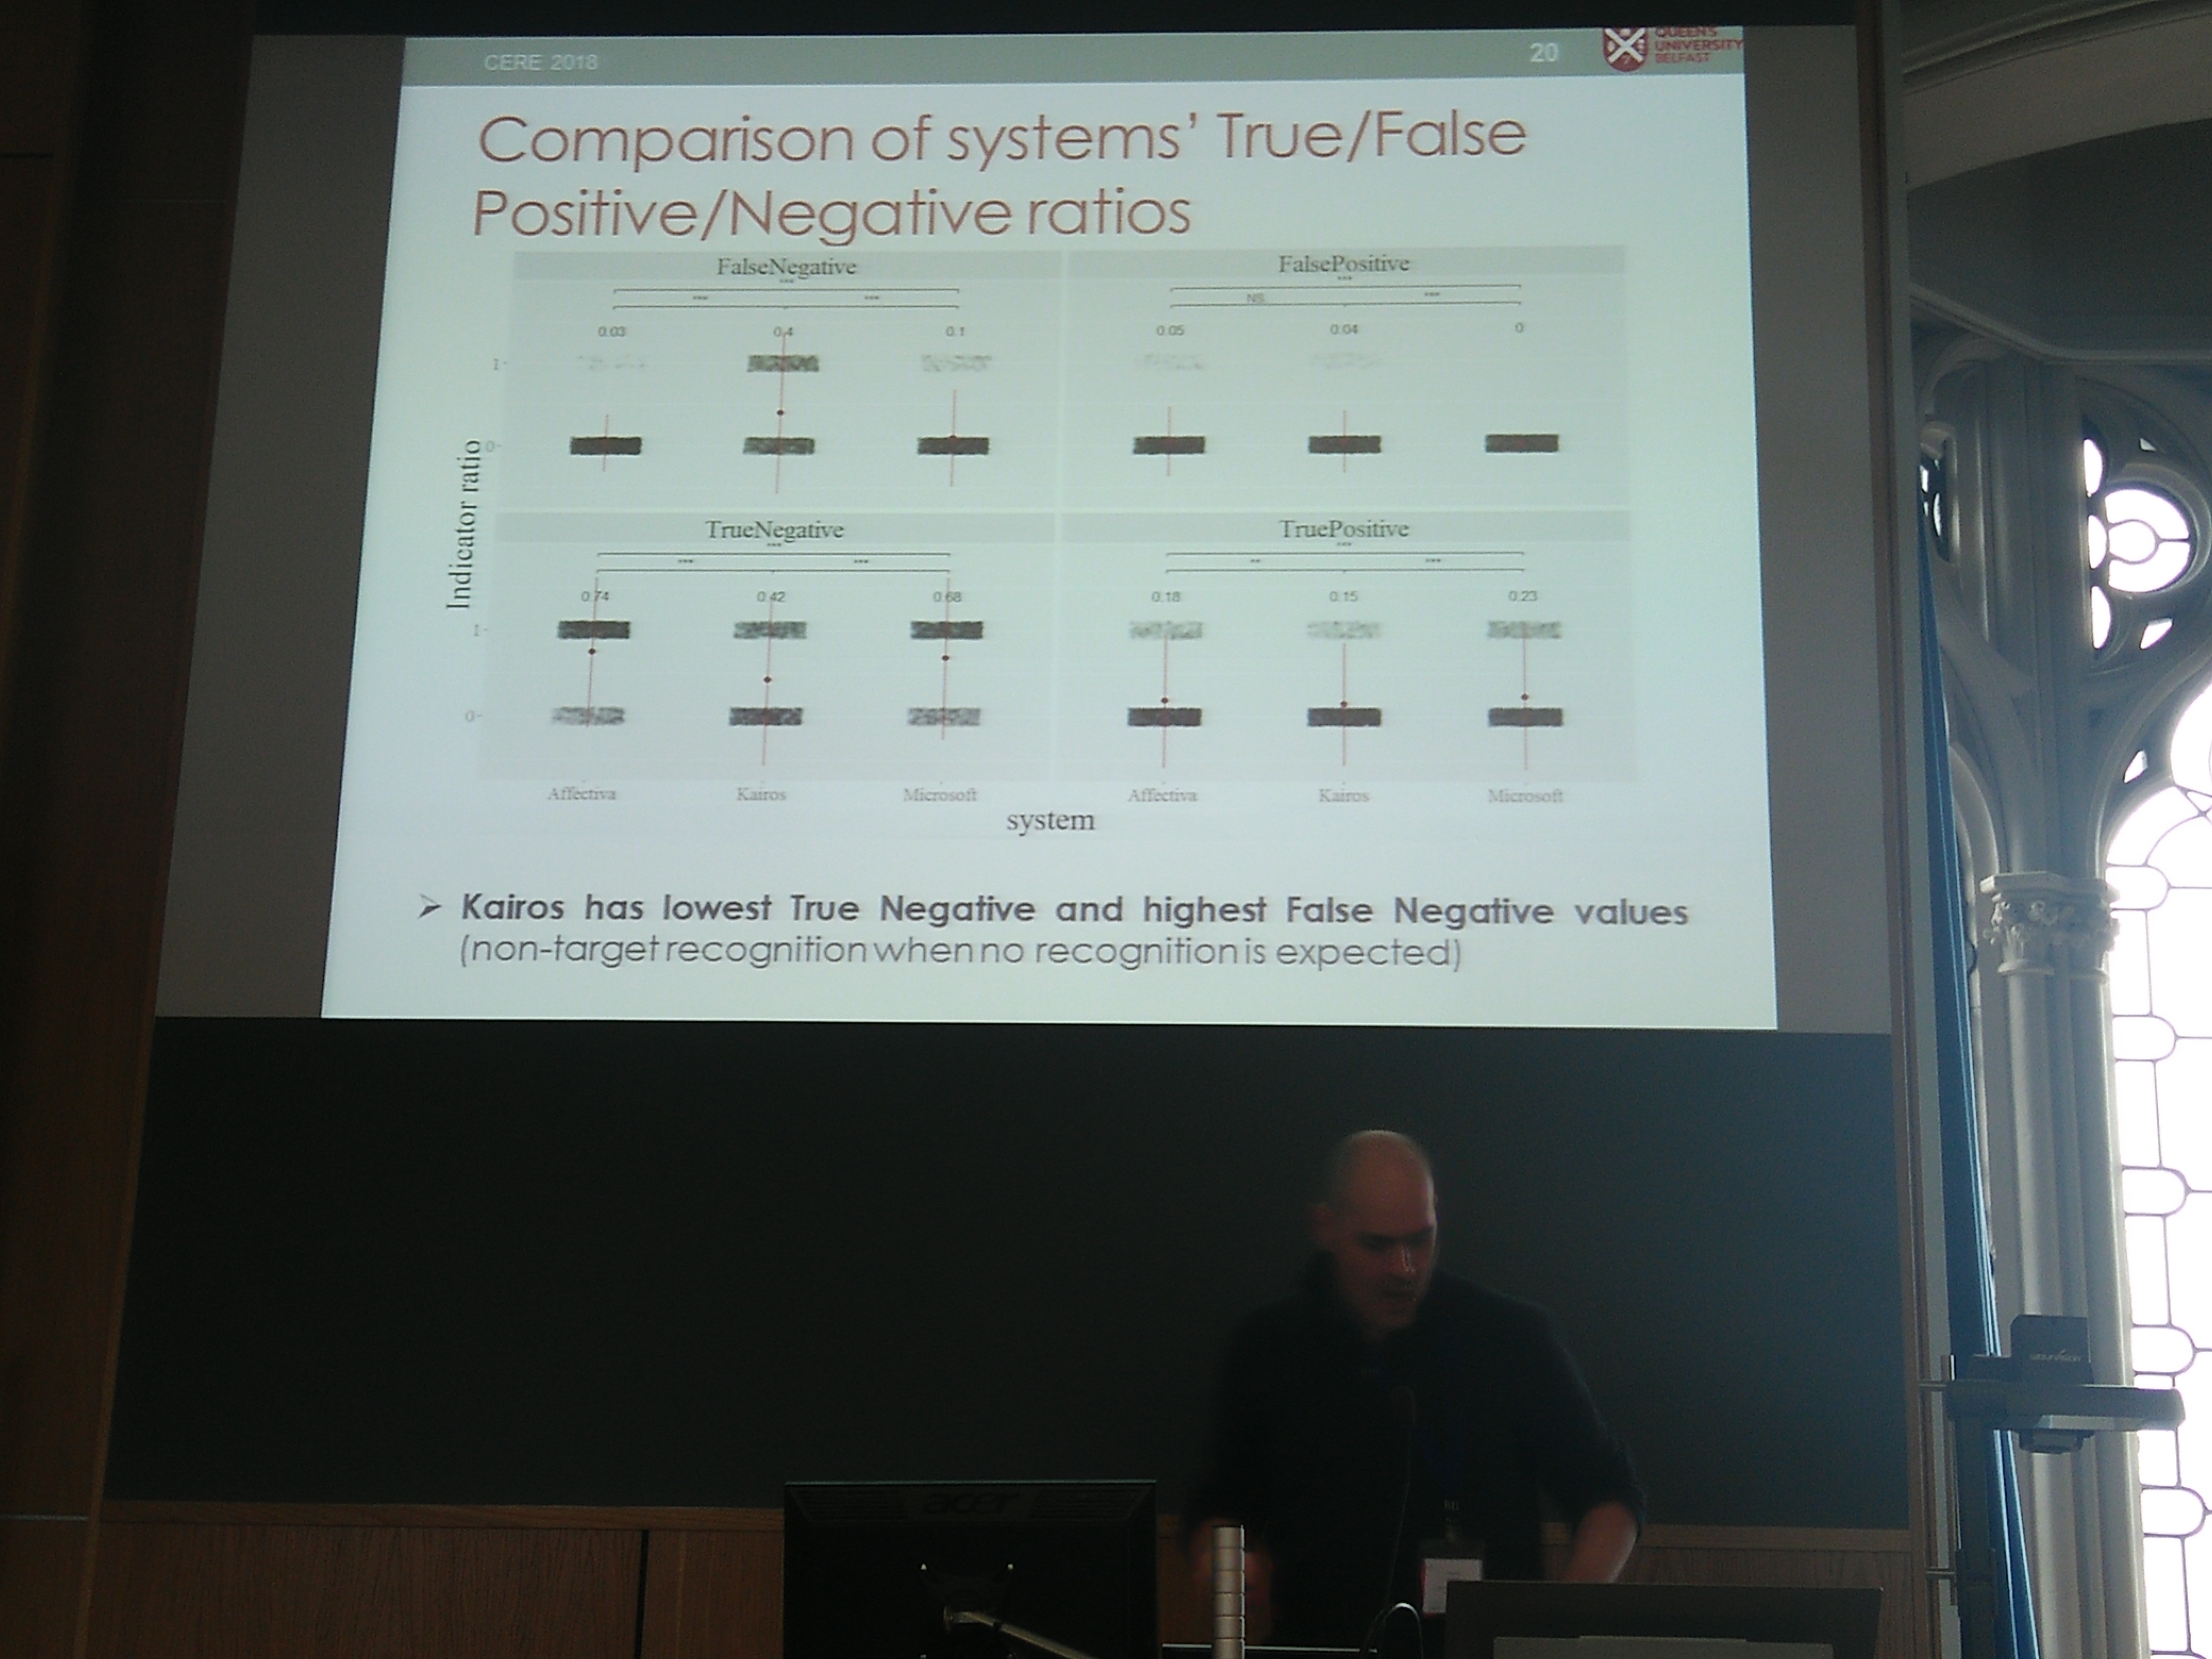 CERE 2018
20
QUEEN'S
UNIVERSITY
BELFAST
Comparison of systems' True/False
Positive/Negative ratios
FalseNegative
***
*** ***
0.03 0.4 0.1
FalsePositive
***
NS. ***
0.05 0.04 0
1
0
Indicator ratio
TrueNegative
***
*** ***
0.74 0.42 0.68
TruePositive
***
** ***
0.18 0.15 0.23
1
0
Affectiva Kairos Microsoft
Affectiva Kairos Microsoft
system
➢ Kairos has lowest True Negative and highest False Negative values
(non-target recognition when no recognition is expected)
acer